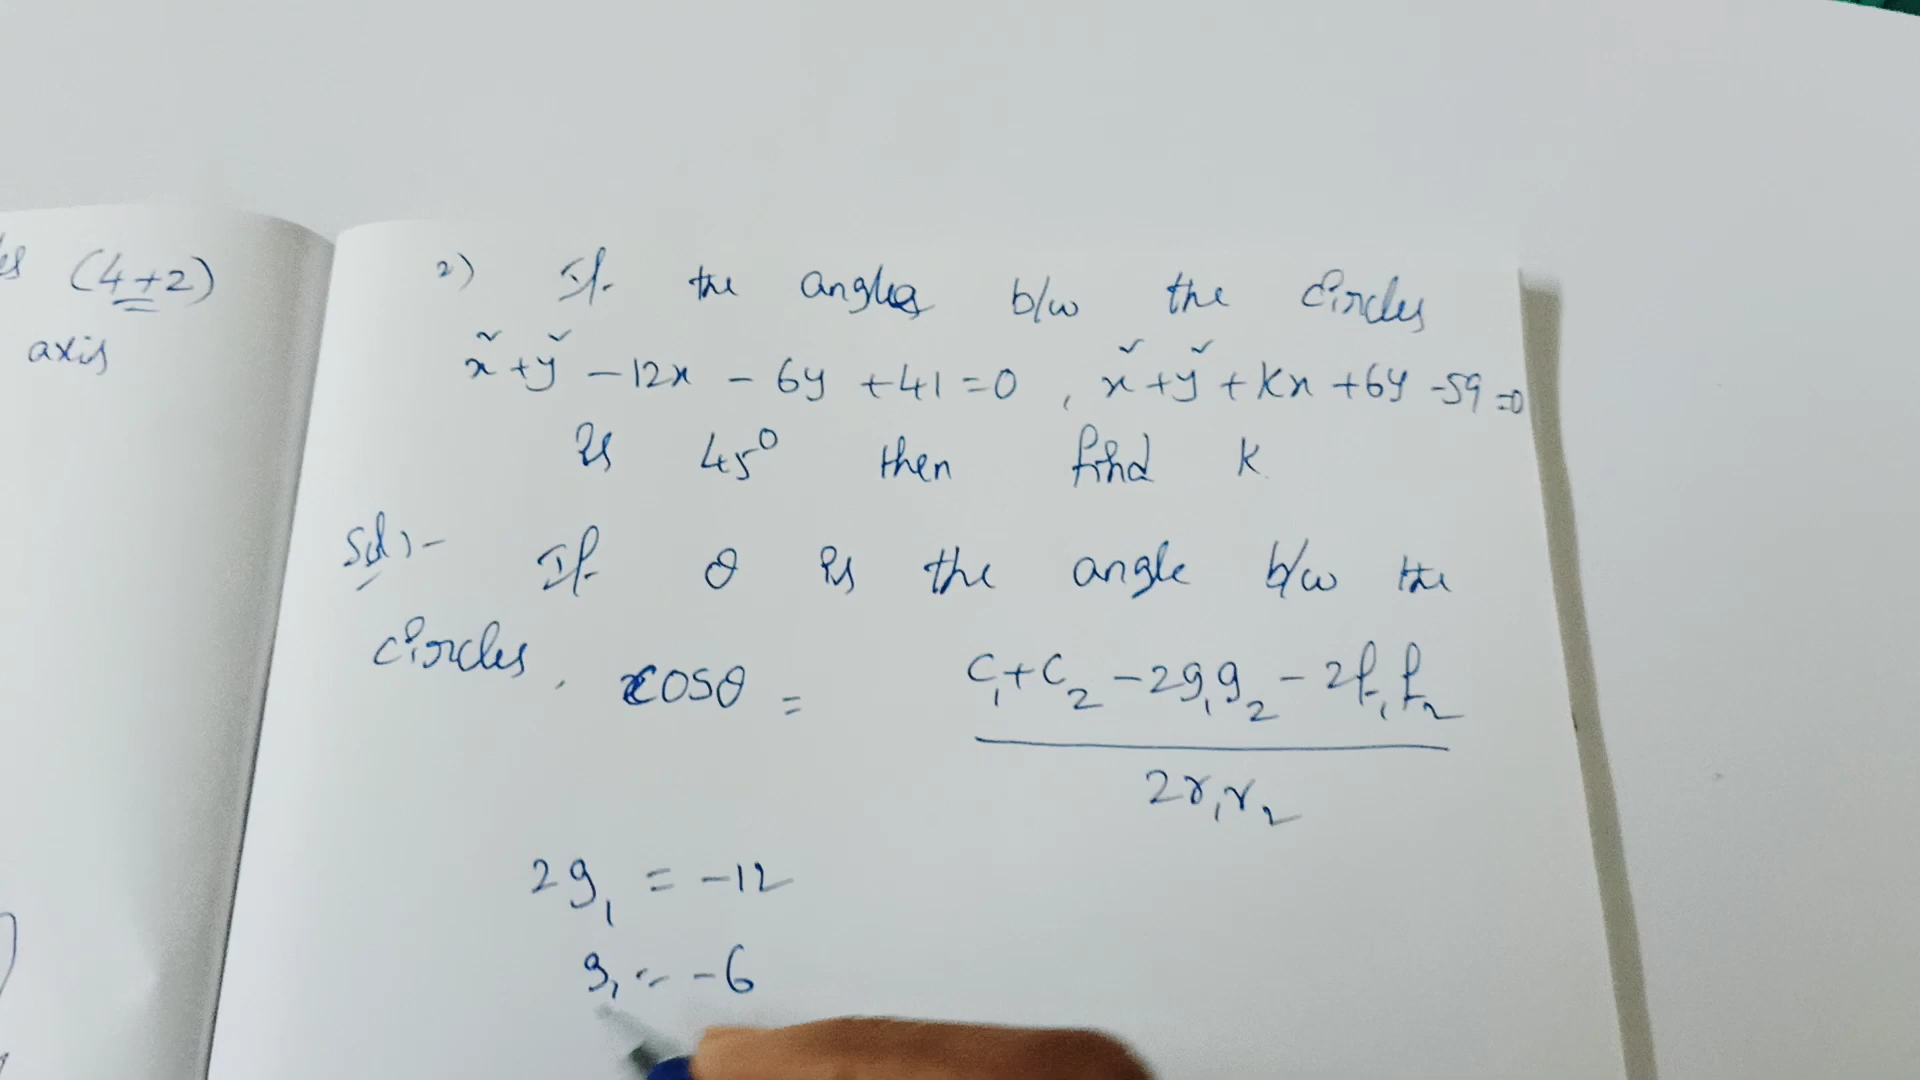 (4+2)
axis
2) If the angles b/w the circles
x²+y² -12x - 6y +41=0, x²+y²+Kx+6y-59=0
is 45° then find K
Sol:- If θ is the angle b/w the
circles, cosθ = (c₁+c₂-2g₁g₂-2f₁f₂)/(2r₁r₂)
2g₁ = -12
g₁ = -6